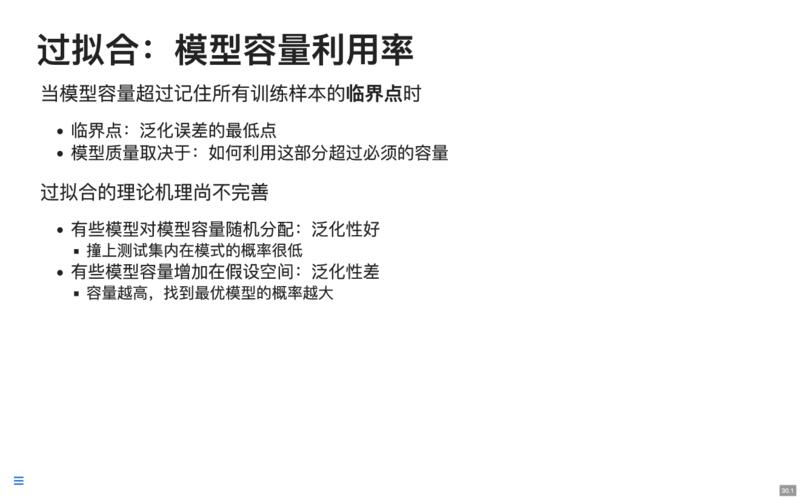 过拟合：模型容量利用率
当模型容量超过记住所有训练样本的临界点时
临界点：泛化误差的最低点
模型质量取决于：如何利用这部分超过必须的容量
过拟合的理论机理尚不完善
有些模型对模型容量随机分配：泛化性好
撞上测试集内在模式的概率很低
有些模型容量增加在假设空间：泛化性差
容量越高，找到最优模型的概率越大
30.1